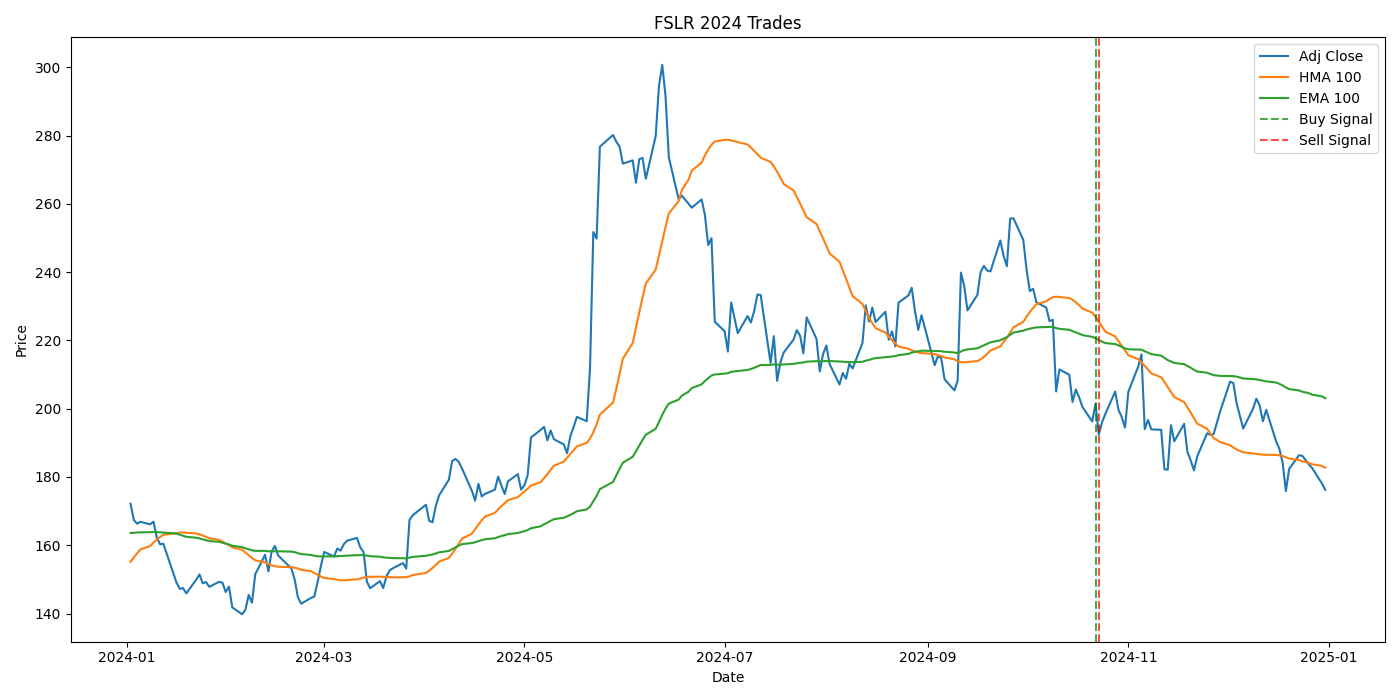 FSLR 2024 Trades
Adj Close
HMA 100
EMA 100
Buy Signal
Sell Signal
Price
300
280
260
240
220
200
180
160
140
2024-01
2024-03
2024-05
2024-07
2024-09
2024-11
2025-01
Date